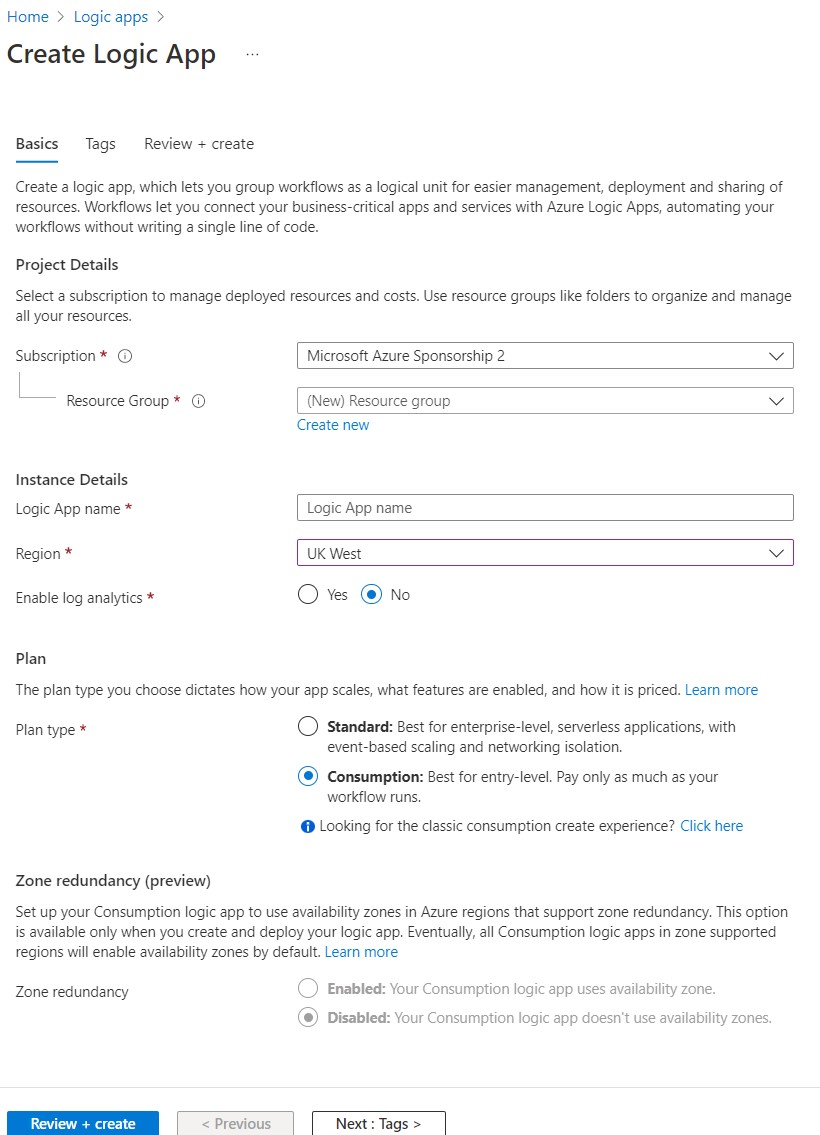 Home > Logic apps >
Create Logic App ...
Basics Tags Review + create
Create a logic app, which lets you group workflows as a logical unit for easier management, deployment and sharing of
resources. Workflows let you connect your business-critical apps and services with Azure Logic Apps, automating your
workflows without writing a single line of code.
Project Details
Select a subscription to manage deployed resources and costs. Use resource groups like folders to organize and manage
all your resources.
Subscription * Microsoft Azure Sponsorship 2
Resource Group * (New) Resource group
Create new
Instance Details
Logic App name * Logic App name
Region * UK West
Enable log analytics * Yes No
Plan
The plan type you choose dictates how your app scales, what features are enabled, and how it is priced. Learn more
Plan type * Standard: Best for enterprise-level, serverless applications, with
event-based scaling and networking isolation.
Consumption: Best for entry-level. Pay only as much as your
workflow runs.
Looking for the classic consumption create experience? Click here
Zone redundancy (preview)
Set up your Consumption logic app to use availability zones in Azure regions that support zone redundancy. This option
is available only when you create and deploy your logic app. Eventually, all Consumption logic apps in zone supported
regions will enable availability zones by default. Learn more
Zone redundancy Enabled: Your Consumption logic app uses availability zone.
Disabled: Your Consumption logic app doesn't use availability zones.
Review + create < Previous Next : Tags >